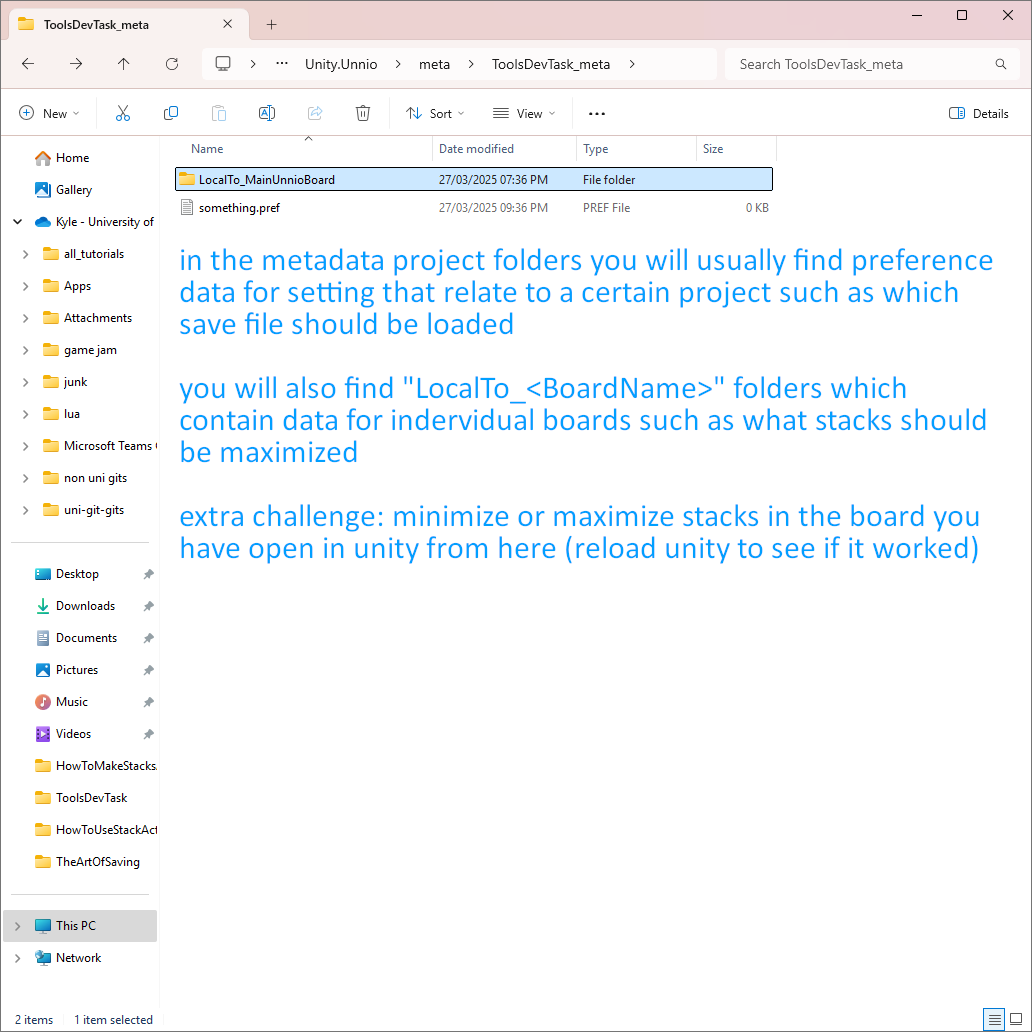 ToolsDevTask_meta
Unity.Unnio > meta > ToolsDevTask_meta >
Search ToolsDevTask_meta
New
Sort
View
Details
Name
Date modified
Type
Size
LocalTo_MainUnnioBoard 27/03/2025 07:36 PM File folder
something.pref 27/03/2025 09:36 PM PREF File 0 KB
in the metadata project folders you will usually find preference
data for setting that relate to a certain project such as which
save file should be loaded
you will also find "LocalTo_<BoardName>" folders which
contain data for indervidual boards such as what stacks should
be maximized
extra challenge: minimize or maximize stacks in the board you
have open in unity from here (reload unity to see if it worked)
Home
Gallery
Kyle - University of
all_tutorials
Apps
Attachments
game jam
junk
lua
Microsoft Teams
non uni gits
uni-git-gits
Desktop
Downloads
Documents
Pictures
Music
Videos
HowToMakeStacks.
ToolsDevTask
HowToUseStackAct
TheArtOfSaving
This PC
Network
2 items
1 item selected